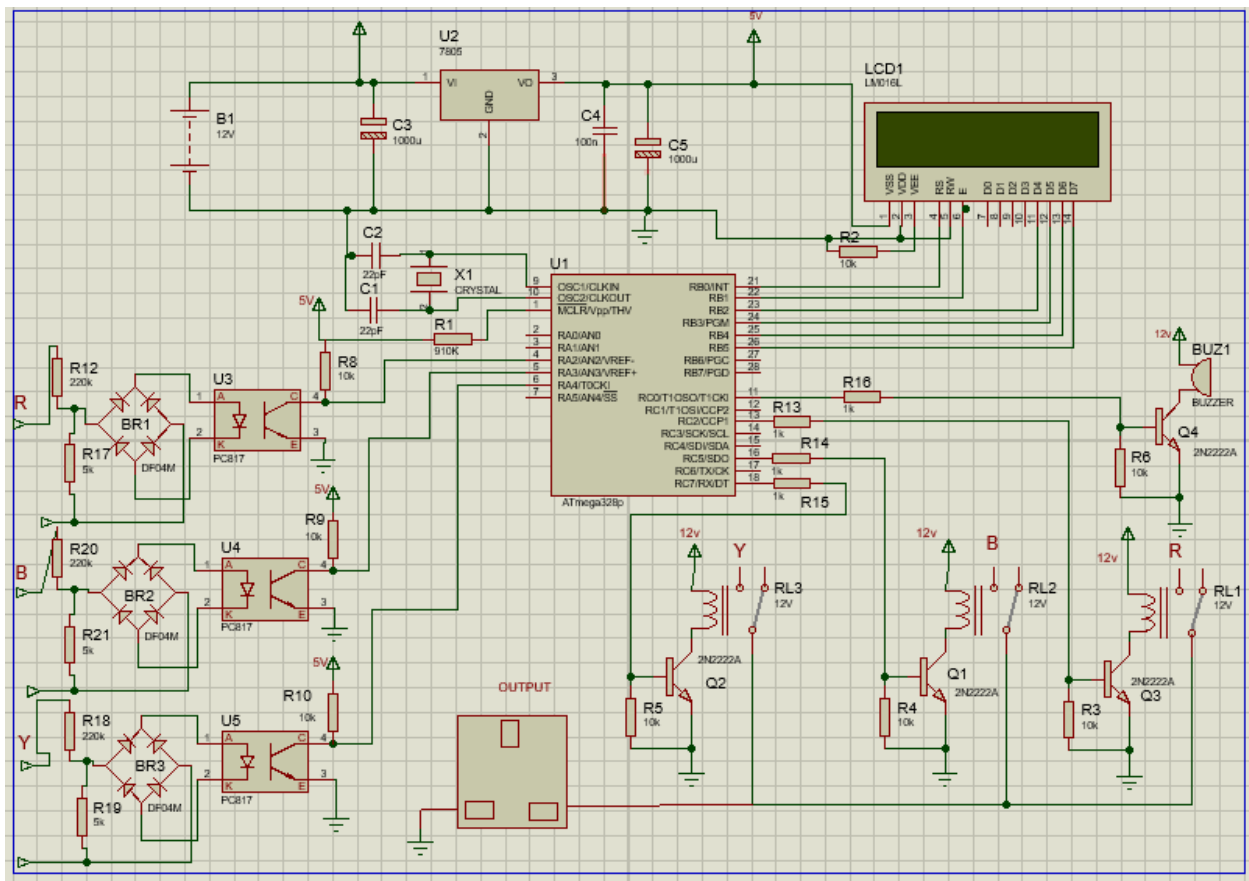 U2
7805
1
VI
VO
3
GND
2
5V
B1
12V
C3
1000u
C4
100n
C5
1000u
LCD1
LM016L
VSS
VDD
VEE
RS
RW
E
D0
D1
D2
D3
D4
D5
D6
D7
1
2
3
4
5
6
7
8
9
10
11
12
13
14
R2
10k
C2
22pF
C1
22pF
X1
CRYSTAL
U1
9
OSC1/CLKIN
10
OSC2/CLKOUT
1
MCLR/Vpp/THV
2
RA0/AN0
3
RA1/AN1
4
RA2/AN2/VREF-
5
RA3/AN3/VREF+
6
RA4/T0CKI
7
RA5/AN4/SS
RB0/INT
21
RB1
22
RB2
23
RB3/PGM
24
RB4
25
RB5
26
RB6/PGC
27
RB7/PGD
28
RC0/T1OSO/T1CKI
11
RC1/T1OSI/CCP2
12
RC2/CCP1
13
RC3/SCK/SCL
14
RC4/SDI/SDA
15
RC5/SDO
16
RC6/TX/CK
17
RC7/RX/DT
18
ATmega328p
5V
R1
910K
R8
10k
R16
1k
R13
1k
R14
1k
R15
12v
BUZ1
BUZZER
Q4
2N2222A
R6
10k
R
R12
220k
R17
5k
BR1
DF04M
U3
1
A
2
K
C
4
E
3
PC817
5V
R9
10k
B
R20
220k
R21
5k
BR2
DF04M
U4
1
A
2
K
C
4
E
3
PC817
5V
R10
10k
Y
R18
220k
R19
5k
BR3
DF04M
U5
1
A
2
K
C
4
E
3
PC817
OUTPUT
12v
Y
RL3
12V
2N2222A
Q2
R5
10k
12v
B
RL2
12V
Q1
2N2222A
R4
10k
12v
R
RL1
12V
2N2222A
Q3
R3
10k